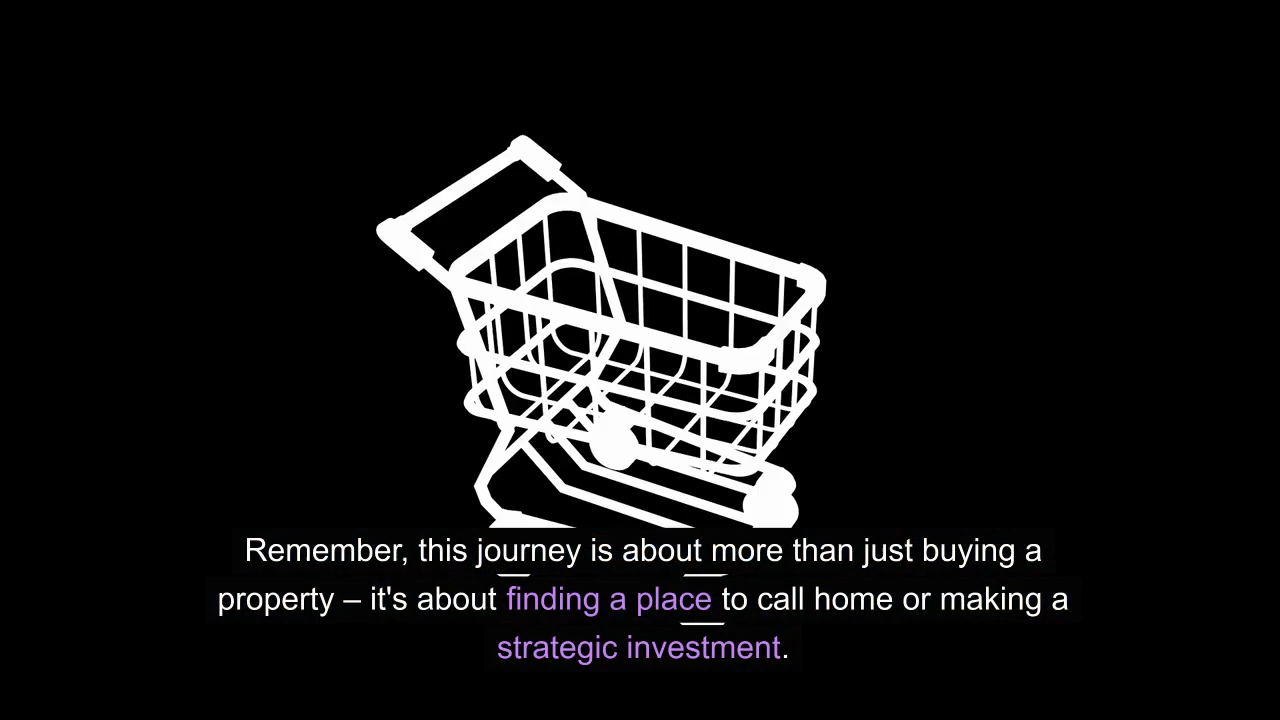 Remember, this journey is about more than just buying a
property – it's about finding a place to call home or making a
strategic investment.